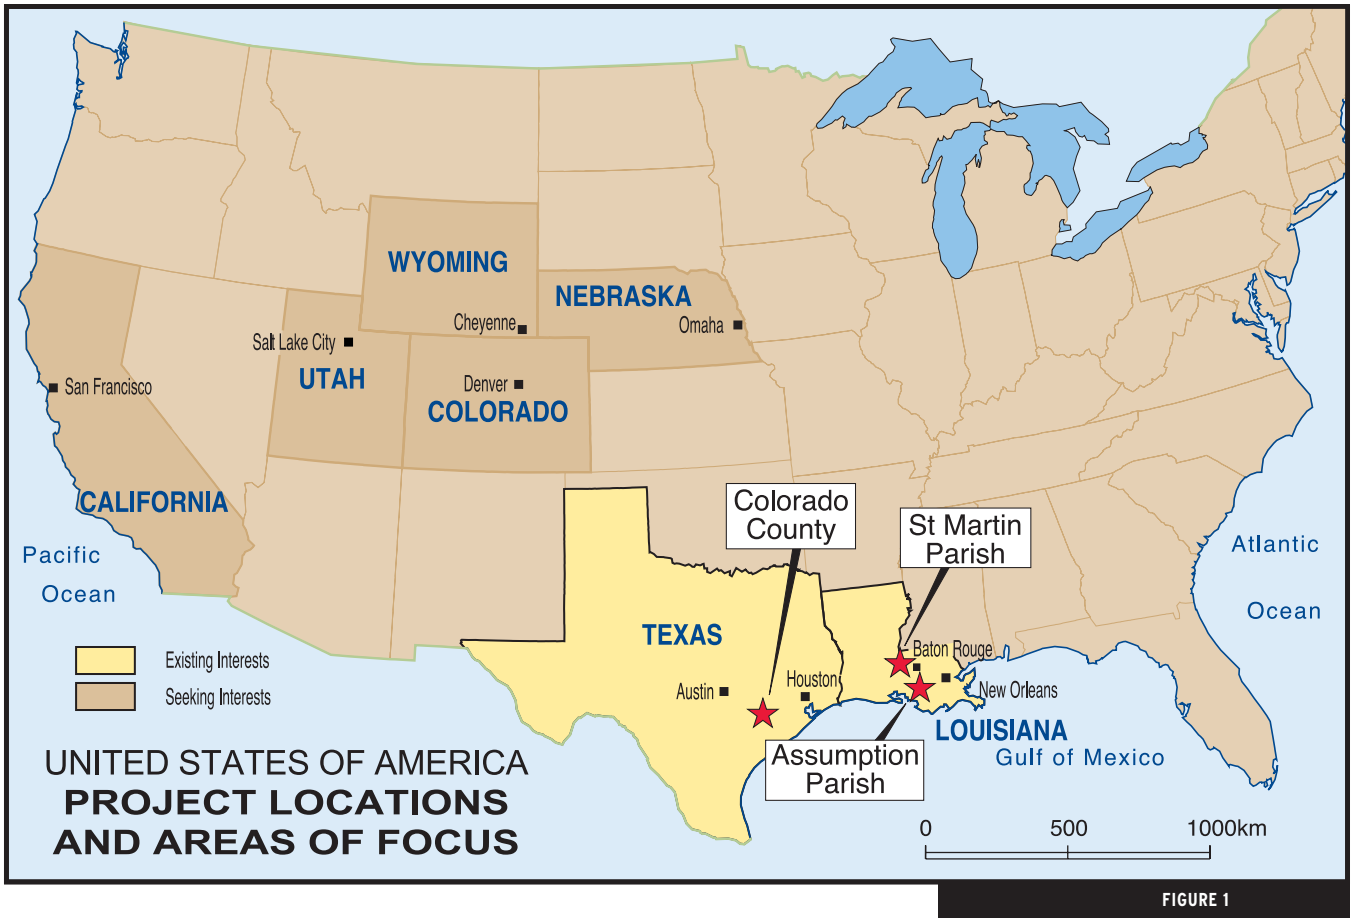 WYOMING
NEBRASKA
Cheyenne
Omaha
Salt Lake City
UTAH
Denver
COLORADO
San Francisco
CALIFORNIA
Pacific
Ocean
Colorado
County
St Martin
Parish
Atlantic
Ocean
TEXAS
Baton Rouge
Austin
Houston
New Orleans
LOUISIANA
Gulf of Mexico
Assumption
Parish
Existing Interests
Seeking Interests
UNITED STATES OF AMERICA
PROJECT LOCATIONS
AND AREAS OF FOCUS
0 500 1000km
FIGURE 1